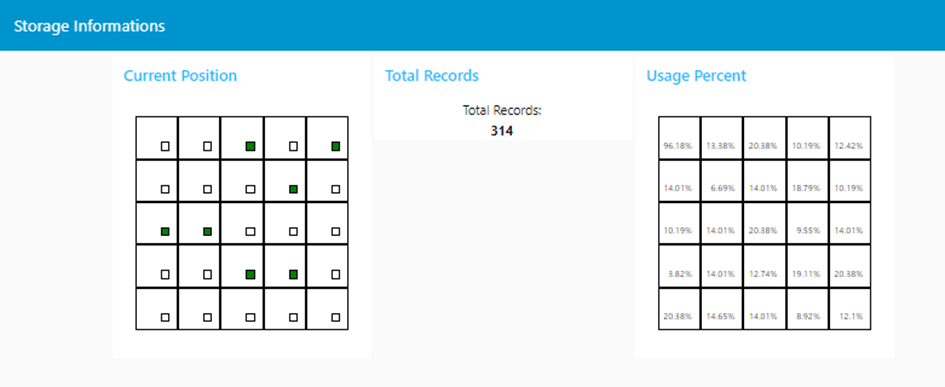 Storage Informations
Current Position
Total Records
Usage Percent
Total Records:
314
96.18% 13.38% 20.38% 10.19% 12.42%
14.01% 6.69% 14.01% 18.79% 10.19%
10.19% 14.01% 20.38% 9.55% 14.01%
3.82% 14.01% 12.74% 19.11% 20.38%
20.38% 14.65% 14.01% 8.92% 12.1%